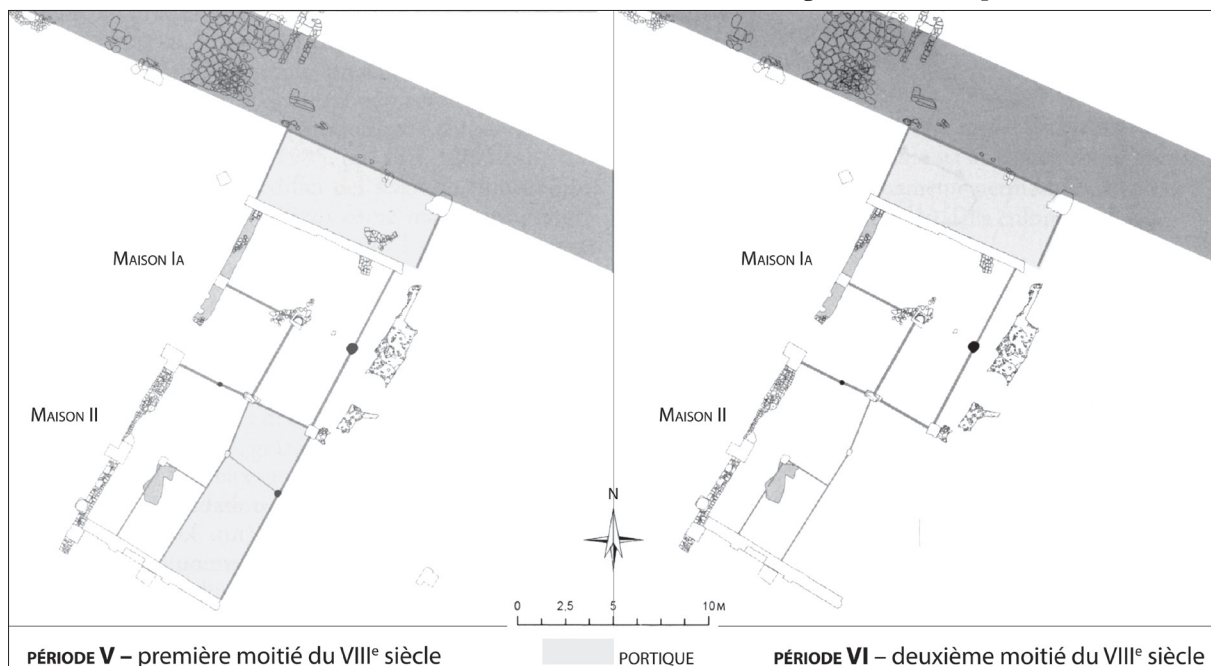 MAISON IA
MAISON IA
MAISON II
MAISON II
N
0 2,5 5 10 M
PÉRIODE V – première moitié du VIIIe siècle
PORTIQUE
PÉRIODE VI – deuxième moitié du VIIIe siècle